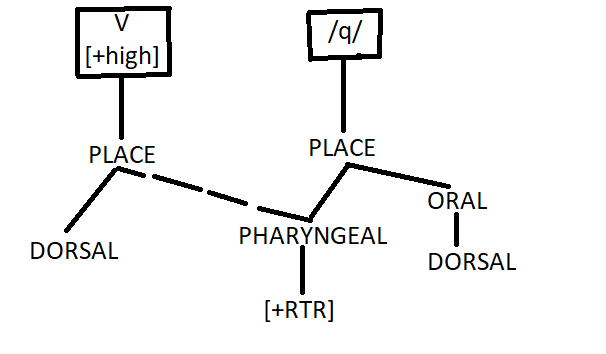 V
[+high]
/q/
PLACE
PLACE
ORAL
DORSAL
PHARYNGEAL
DORSAL
[+RTR]